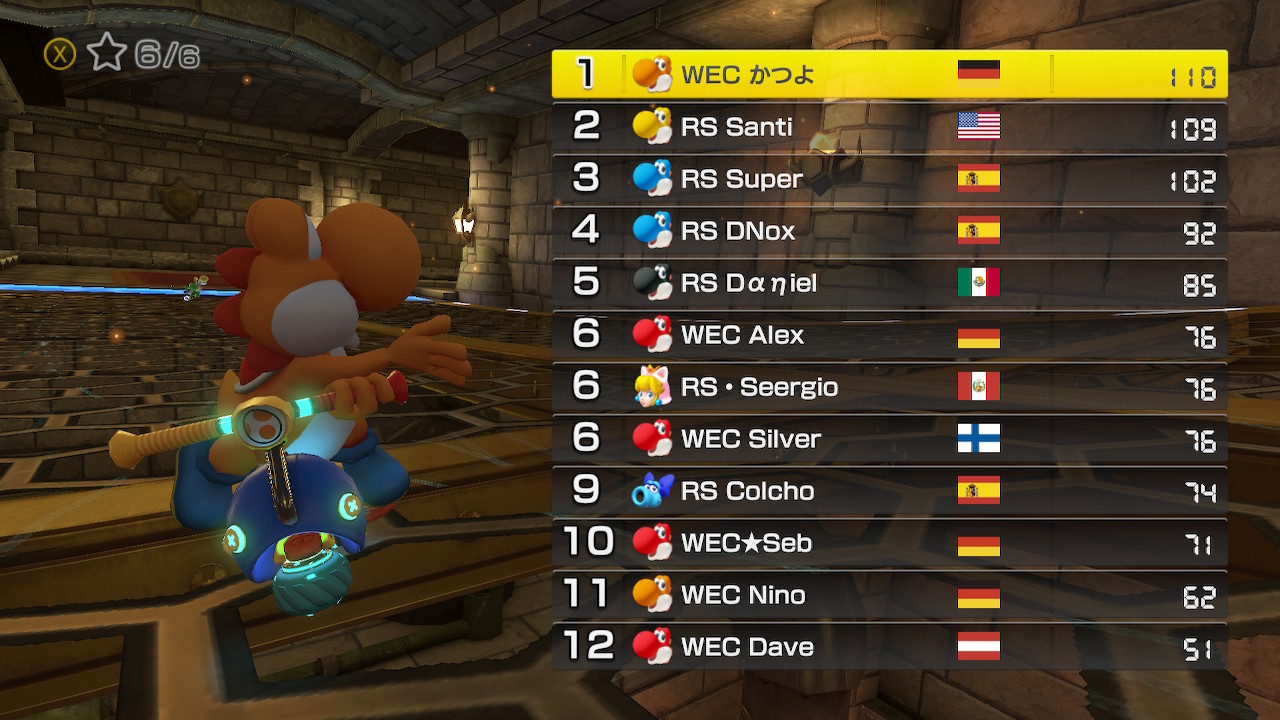 X 6/6
1 WEC かつよ 110
2 RS Santi 109
3 RS Super 102
4 RS DNox 92
5 RS Dαηiel 85
6 WEC Alex 76
6 RS・Seergio 76
6 WEC Silver 76
9 RS Colcho 74
10 WEC★Seb 71
11 WEC Nino 62
12 WEC Dave 51